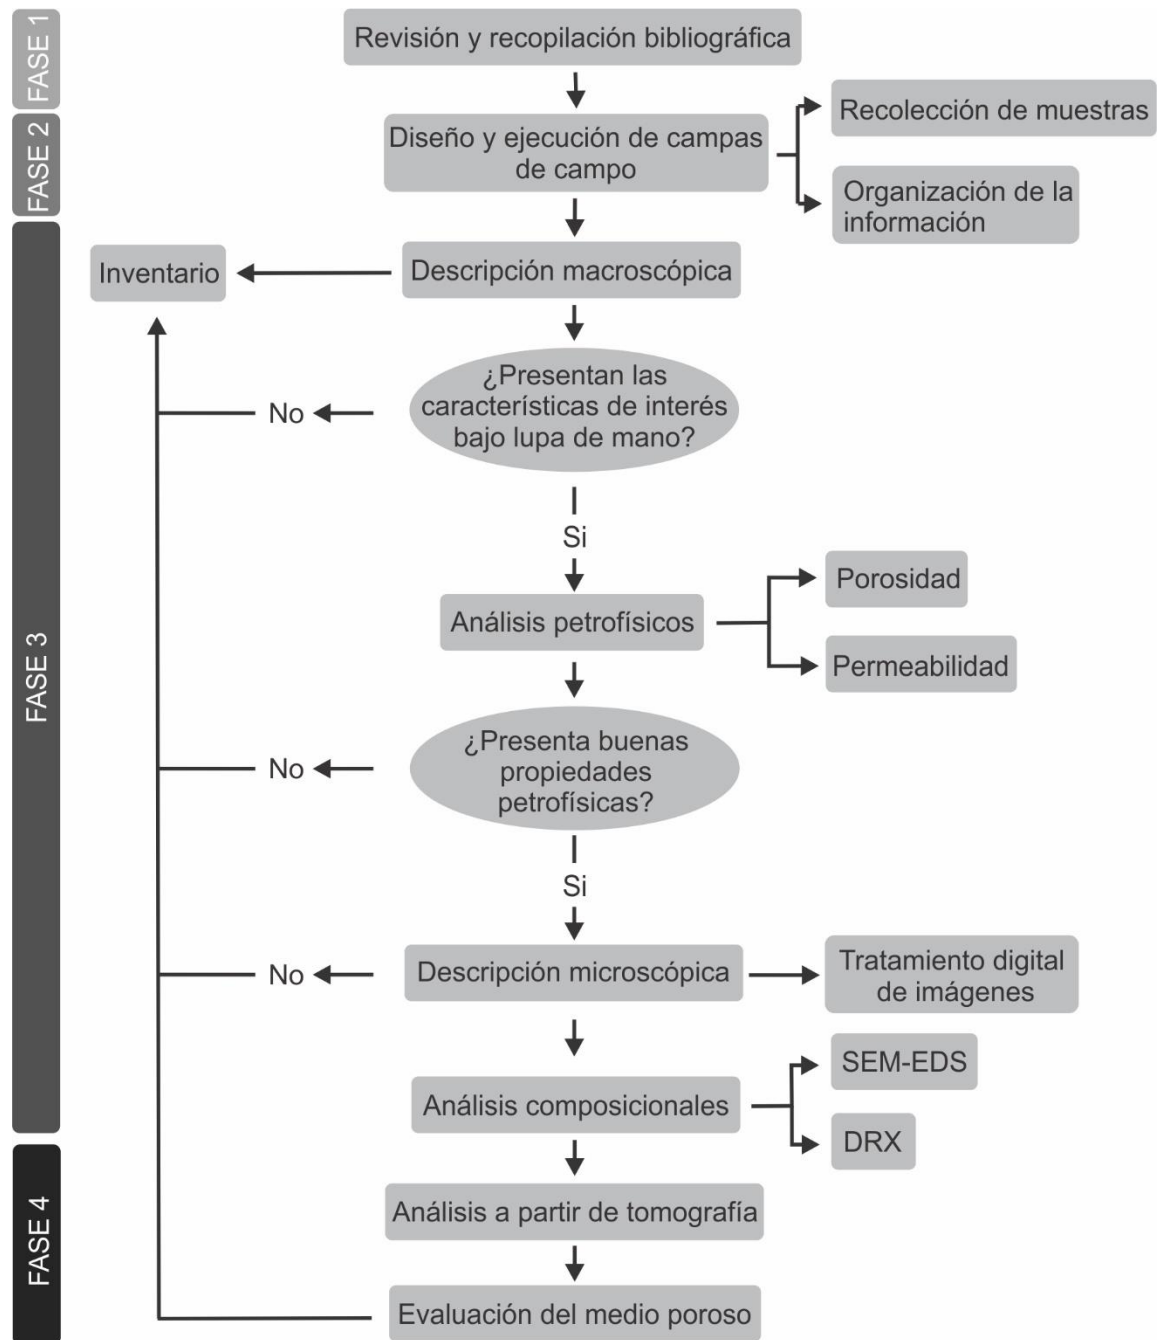 FASE 1
Revisión y recopilación bibliográfica
FASE 2
Diseño y ejecución de campas
de campo
Recolección de muestras
Organización de la
información
FASE 3
Inventario
Descripción macroscópica
¿Presentan las
características de interés
bajo lupa de mano?
No
Si
Análisis petrofísicos
Porosidad
Permeabilidad
¿Presenta buenas
propiedades
petrofísicas?
No
Si
No
Descripción microscópica
Tratamiento digital
de imágenes
Análisis composicionales
SEM-EDS
DRX
FASE 4
Análisis a partir de tomografía
Evaluación del medio poroso